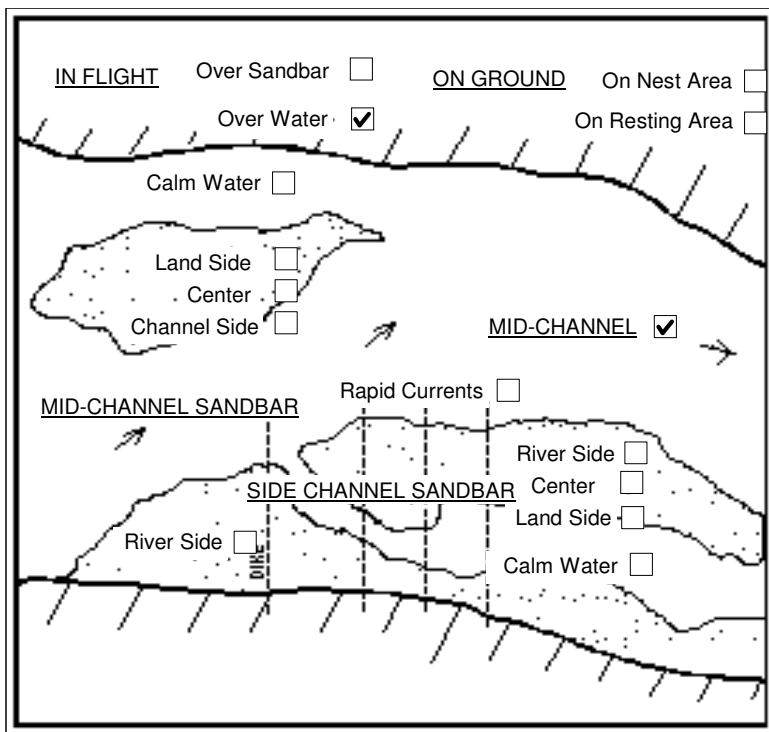 IN FLIGHT
Over Sandbar
Over Water
ON GROUND
On Nest Area
On Resting Area
Calm Water
Land Side
Center
Channel Side
MID-CHANNEL
MID-CHANNEL SANDBAR
Rapid Currents
River Side
Center
Land Side
SIDE CHANNEL SANDBAR
River Side
DIKE
Calm Water